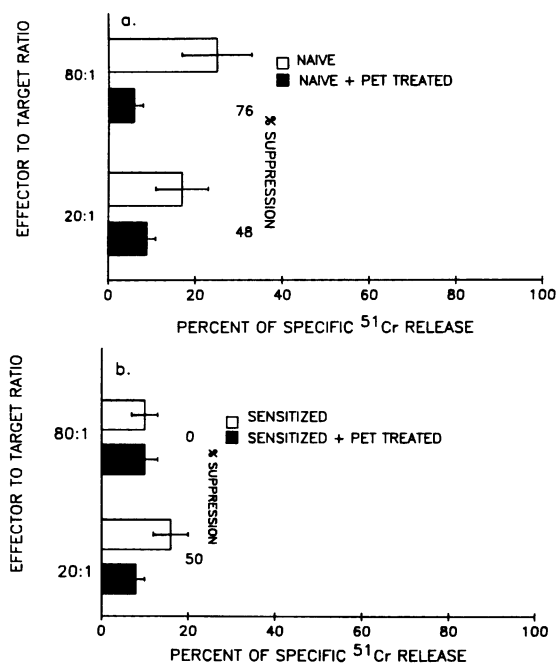 a.
EFFECTOR TO TARGET RATIO
80:1
20:1
NAIVE
NAIVE + PET TREATED
76
48
% SUPPRESSION
0 20 40 60 80 100
PERCENT OF SPECIFIC 51Cr RELEASE
b.
EFFECTOR TO TARGET RATIO
80:1
20:1
SENSITIZED
SENSITIZED + PET TREATED
0
50
% SUPPRESSION
0 20 40 60 80 100
PERCENT OF SPECIFIC 51Cr RELEASE